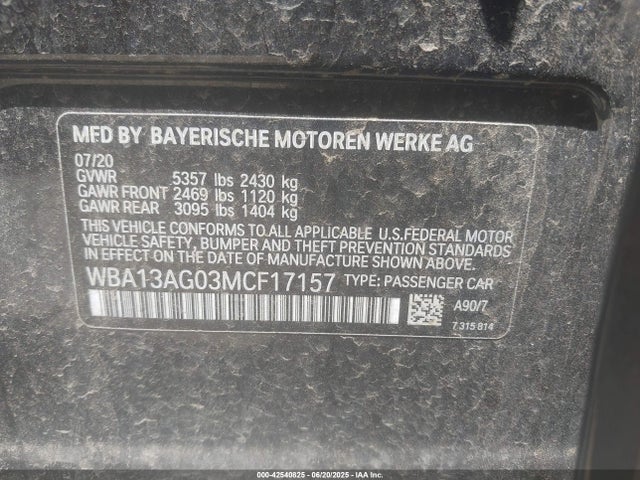 MFD BY BAYERISCHE MOTOREN WERKE AG
07/20
GVWR 5357 lbs 2430 kg
GAWR FRONT 2469 lbs 1120 kg
GAWR REAR 3095 lbs 1404 kg
THIS VEHICLE CONFORMS TO ALL APPLICABLE U.S.FEDERAL MOTOR
VEHICLE SAFETY, BUMPER AND THEFT PREVENTION STANDARDS
IN EFFECT ON THE DATE OF MANUFACTURE SHOWN ABOVE.
WBA13AG03MCF17157 TYPE: PASSENGER CAR
A90/7
7 315 814
000-42540825 - 06/20/2025 - IAA Inc.